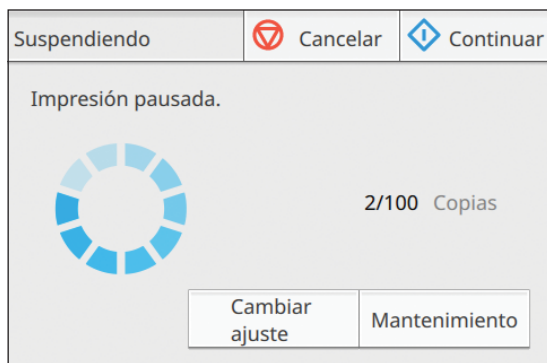 Suspendiendo
Cancelar
Continuar
Impresión pausada.
2/100 Copias
Cambiar
ajuste
Mantenimiento